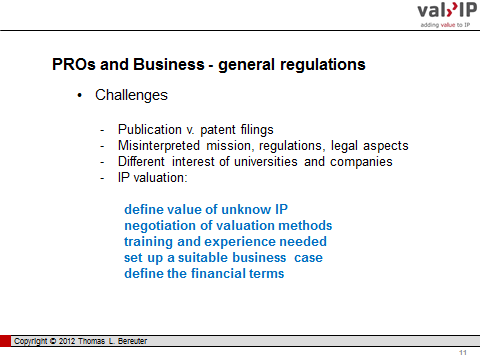 val IP
adding value to IP
PROs and Business - general regulations
• Challenges
- Publication v. patent filings
- Misinterpreted mission, regulations, legal aspects
- Different interest of universities and companies
- IP valuation:
define value of unknow IP
negotiation of valuation methods
training and experience needed
set up a suitable business case
define the financial terms
Copyright © 2012 Thomas L. Bereuter
11